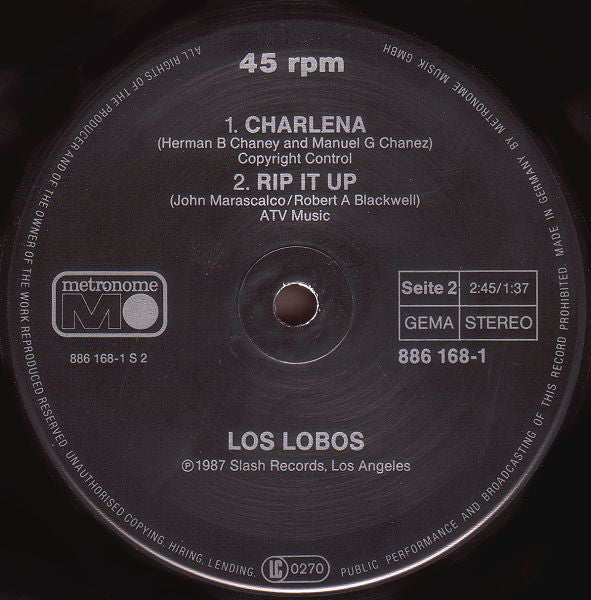 45 rpm
1. CHARLENA
(Herman B Chaney and Manuel G Chanez)
Copyright Control
2. RIP IT UP
(John Marascalco/Robert A Blackwell)
ATV Music
metronome
M
886 168-1 S 2
Seite 2 2:45/1:37
GEMA STEREO
886 168-1
LOS LOBOS
℗1987 Slash Records, Los Angeles
ALL RIGHTS OF THE PRODUCER AND OF THE OWNER OF THE WORK REPRODUCED RESERVED UNAUTHORISED COPYING, HIRING, LENDING, PUBLIC PERFORMANCE AND BROADCASTING OF THIS RECORD PROHIBITED MADE IN GERMANY BY METRONOME MUSIK GMBH
LC 0270